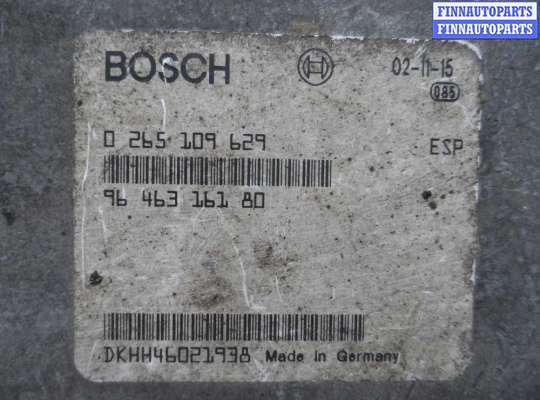 FINNAUTOPARTS
FINNAUTOPARTS
BOSCH
02-11-15
085
0 265 109 629
ESP
96 463 161 80
DKHH46021938 Made in Germany